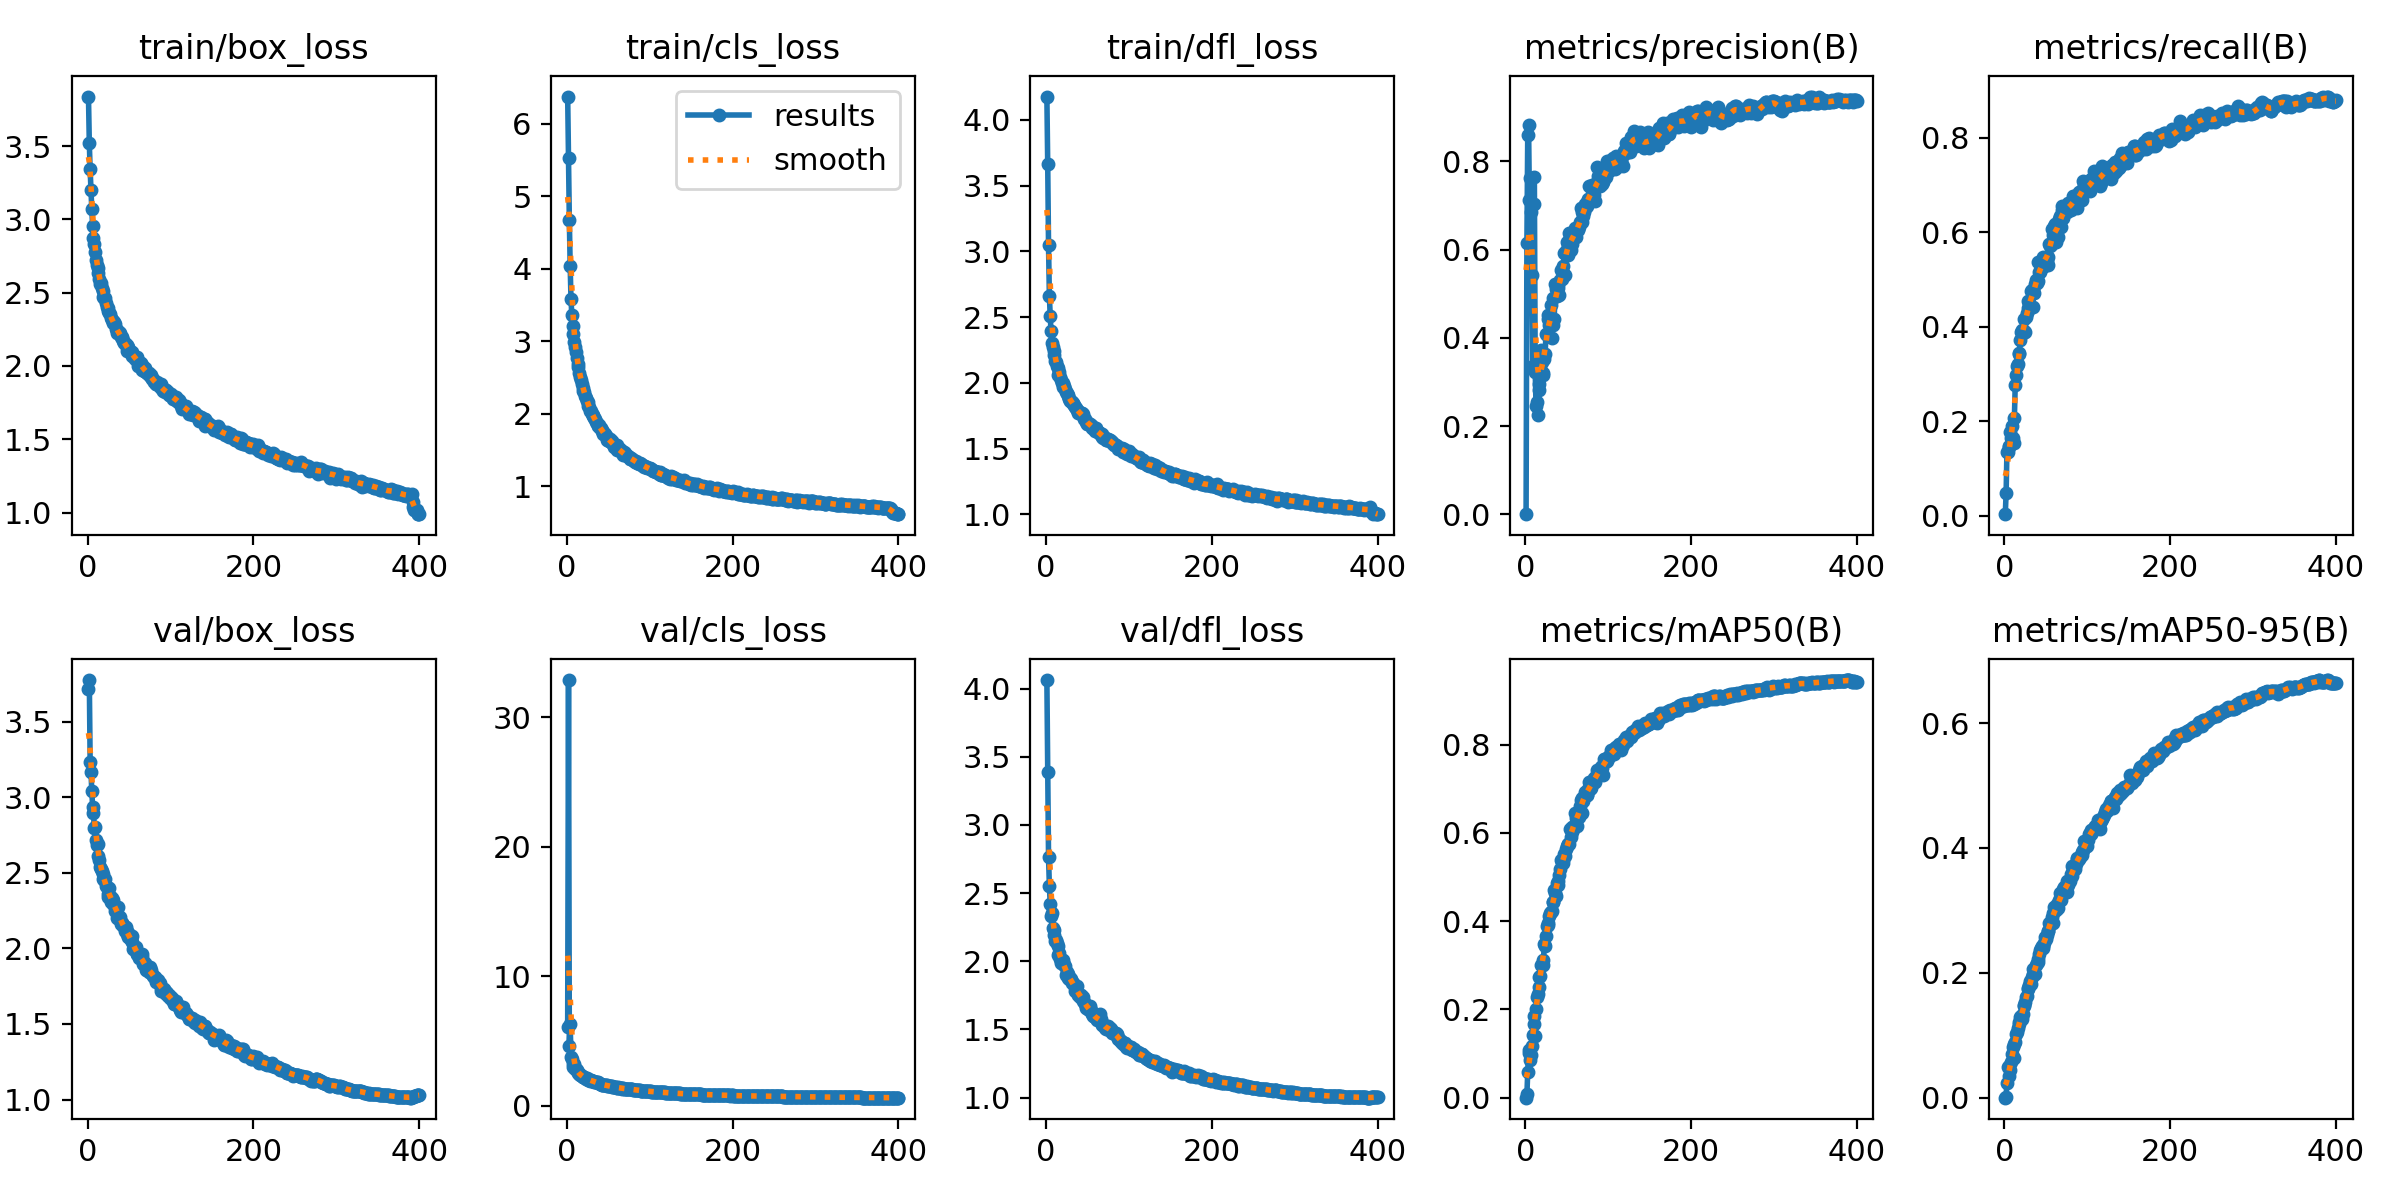 train/box_loss
3.5
3.0
2.5
2.0
1.5
1.0
0 200 400
train/cls_loss
results
smooth
6
5
4
3
2
1
0 200 400
train/dfl_loss
4.0
3.5
3.0
2.5
2.0
1.5
1.0
0 200 400
metrics/precision(B)
0.8
0.6
0.4
0.2
0.0
0 200 400
metrics/recall(B)
0.8
0.6
0.4
0.2
0.0
0 200 400
val/box_loss
3.5
3.0
2.5
2.0
1.5
1.0
0 200 400
val/cls_loss
30
20
10
0
0 200 400
val/dfl_loss
4.0
3.5
3.0
2.5
2.0
1.5
1.0
0 200 400
metrics/mAP50(B)
0.8
0.6
0.4
0.2
0.0
0 200 400
metrics/mAP50-95(B)
0.6
0.4
0.2
0.0
0 200 400